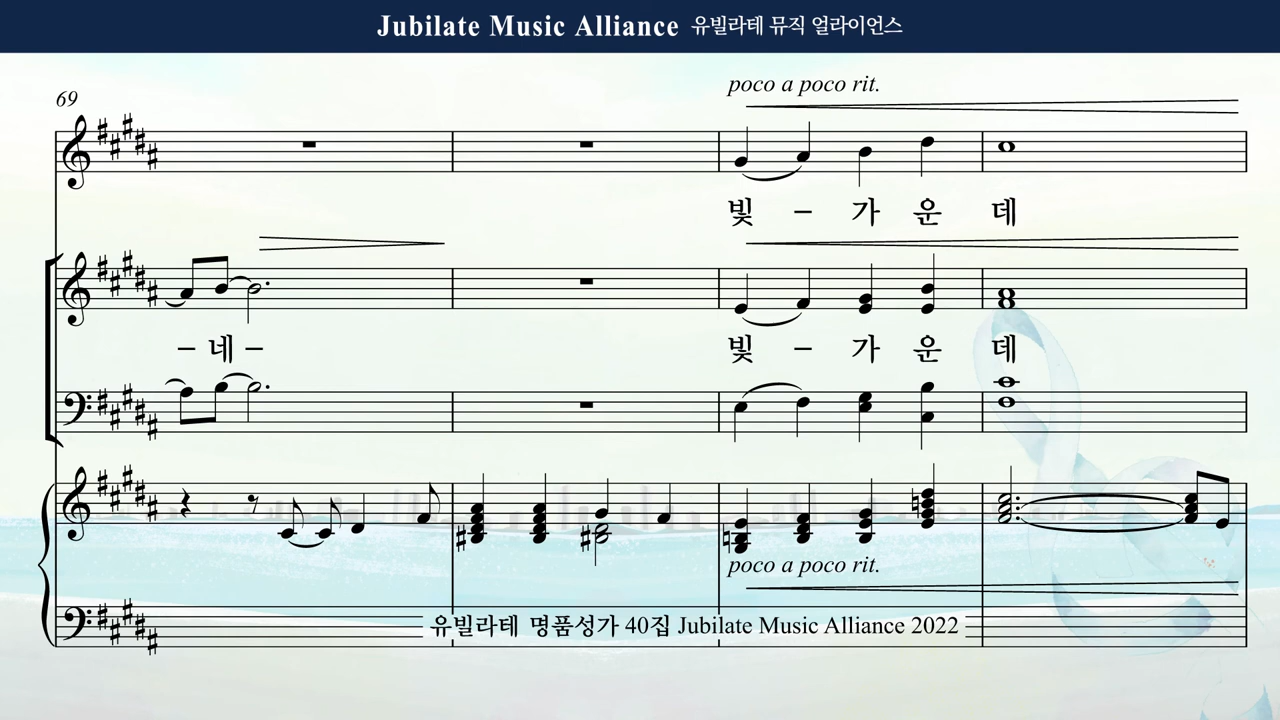 Jubilate Music Alliance 유빌라테 뮤직 얼라이언스
poco a poco rit.
69
빛 – 가 운 데
– 네 – 빛 – 가 운 데
poco a poco rit.
유빌라테 명품성가 40집 Jubilate Music Alliance 2022